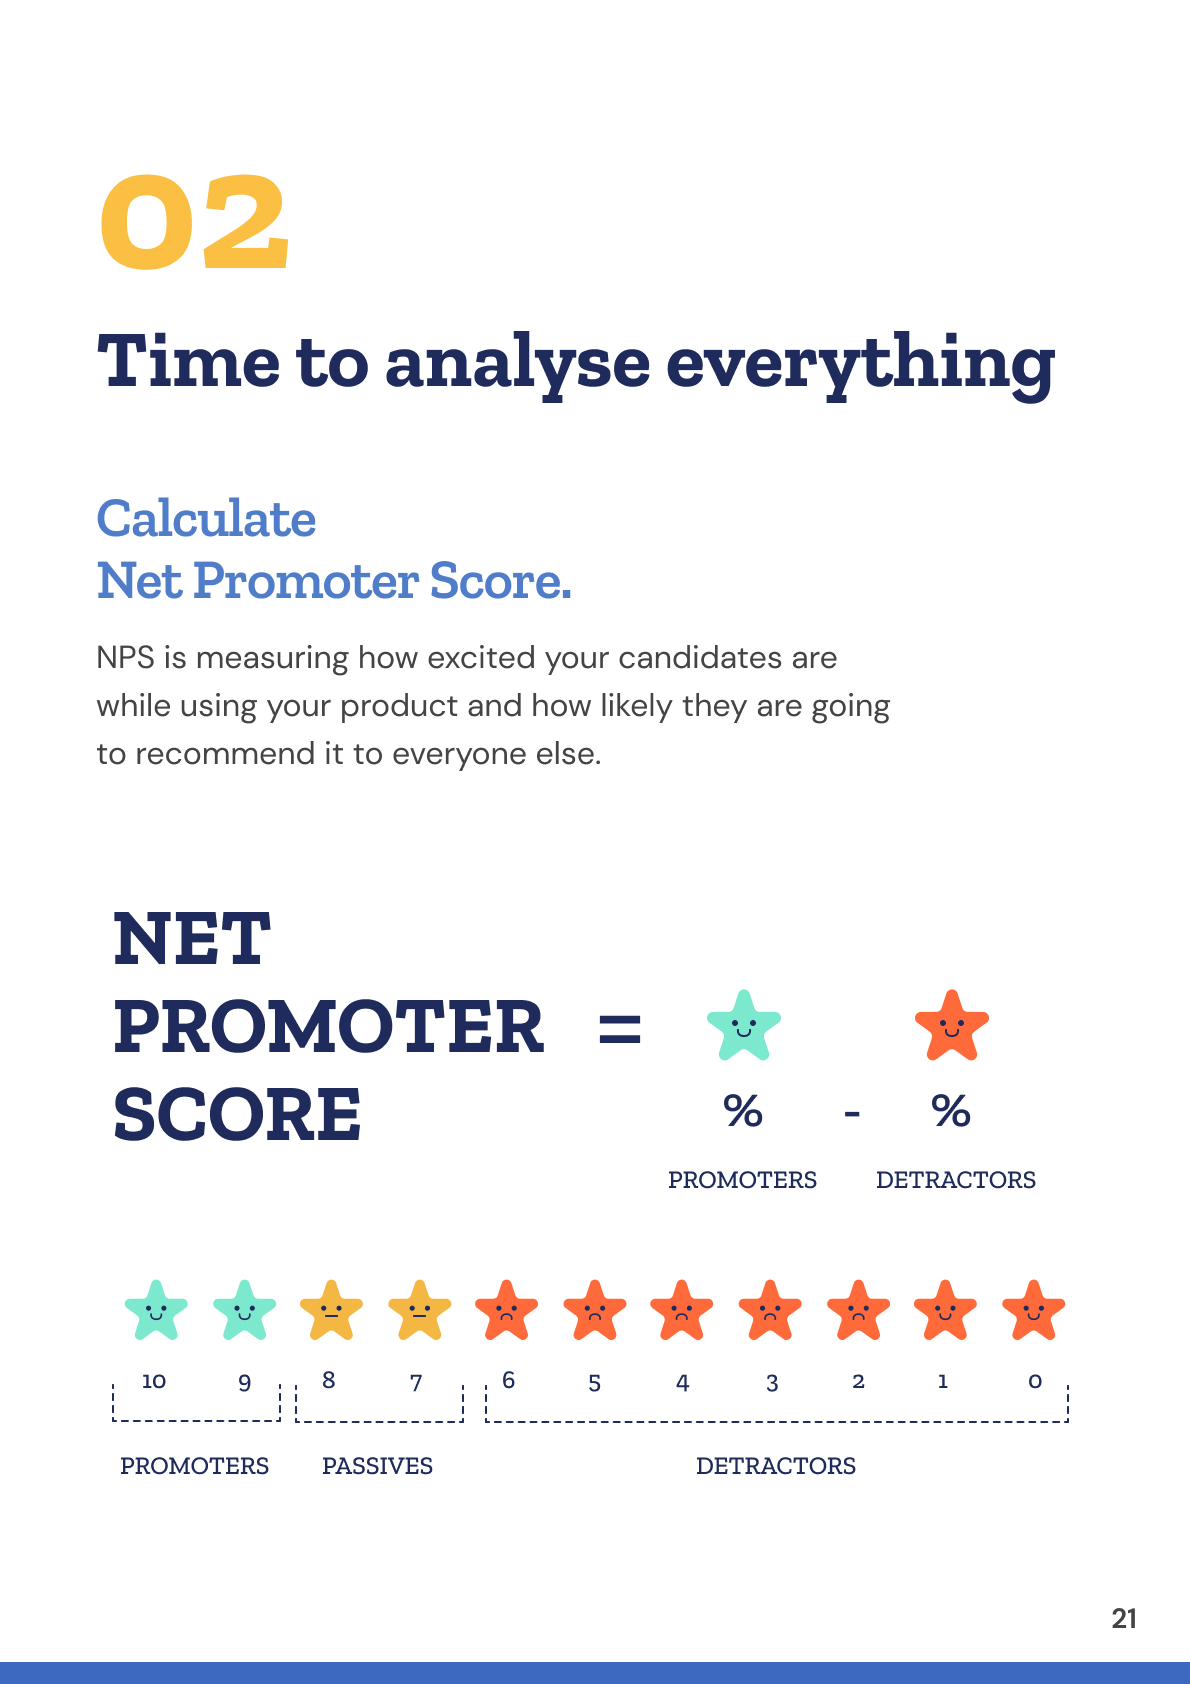 02
Time to analyse everything
Calculate
Net Promoter Score.
NPS is measuring how excited your candidates are
while using your product and how likely they are going
to recommend it to everyone else.
NET
PROMOTER
SCORE
=
% - %
PROMOTERS DETRACTORS
10 9 8 7 6 5 4 3 2 1 0
PROMOTERS PASSIVES DETRACTORS
21